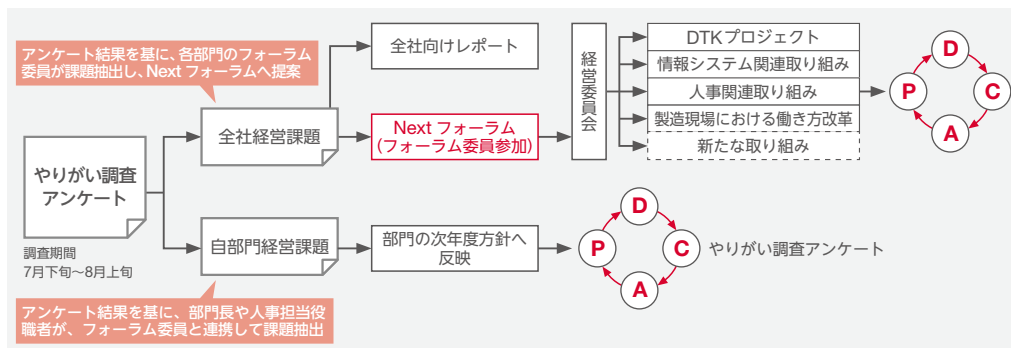 アンケート結果を基に、各部門のフォーラム
委員が課題抽出し、Next フォーラムへ提案
全社向けレポート
全社経営課題
Next フォーラム
(フォーラム委員参加)
経営委員会
DTKプロジェクト
情報システム関連取り組み
人事関連取り組み
製造現場における働き方改革
新たな取り組み
D
P
C
A
やりがい調査
アンケート
調査期間
7月下旬〜8月上旬
自部門経営課題
部門の次年度方針へ
反映
D
P
C
A
やりがい調査アンケート
アンケート結果を基に、部門長や人事担当役
職者が、フォーラム委員と連携して課題抽出